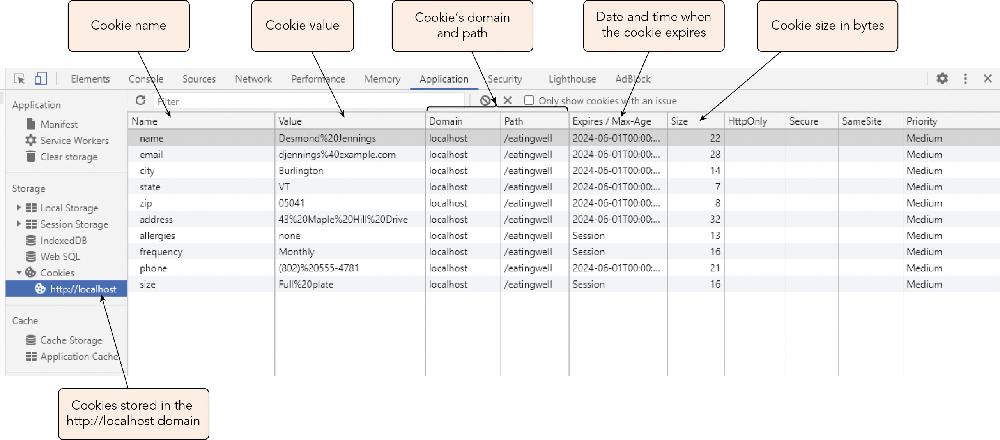 Cookie name
Cookie value
Cookie’s domain
and path
Date and time when
the cookie expires
Cookie size in bytes
Elements Console Sources Network Performance Memory Application Security Lighthouse AdBlock
Application
Manifest
Service Workers
Clear storage
Storage
Local Storage
Session Storage
IndexedDB
Web SQL
Cookies
http://localhost
Cache
Cache Storage
Application Cache
Filter Only show cookies with an issue
Name Value Domain Path Expires / Max-Age Size HttpOnly Secure SameSite Priority
name Desmond%20Jennings localhost /eatingwell 2024-06-01T00:00:... 22 Medium
email djennings%40example.com localhost /eatingwell 2024-06-01T00:00:... 28 Medium
city Burlington localhost /eatingwell 2024-06-01T00:00:... 14 Medium
state VT localhost /eatingwell 2024-06-01T00:00:... 7 Medium
zip 05041 localhost /eatingwell 2024-06-01T00:00:... 8 Medium
address 43%20Maple%20Hill%20Drive localhost /eatingwell 2024-06-01T00:00:... 32 Medium
allergies none localhost /eatingwell Session 13 Medium
frequency Monthly localhost /eatingwell Session 16 Medium
phone (802)%20555-4781 localhost /eatingwell 2024-06-01T00:00:... 21 Medium
size Full%20plate localhost /eatingwell Session 16 Medium
Cookies stored in the
http://localhost domain